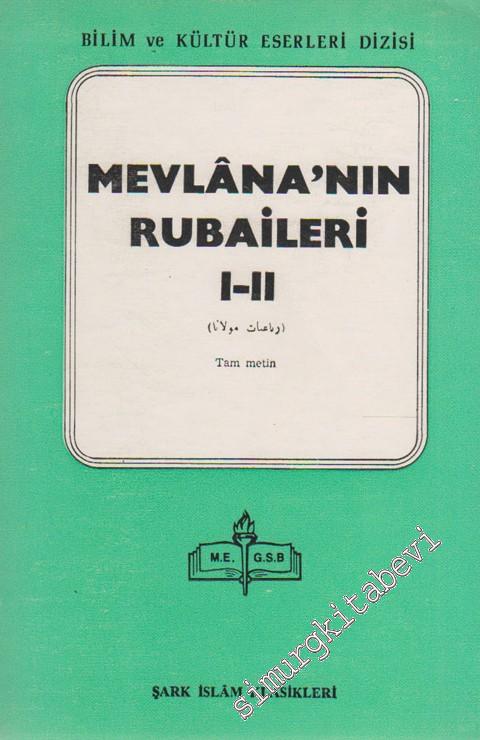 BİLİM ve KÜLTÜR ESERLERİ DİZİSİ
MEVLÂNA'NIN
RUBAİLERİ
I-II
(رباعیات مولانا)
Tam metin
M.E. G.S.B
ŞARK İSLÂM KLASİKLERİ
simurgkitabevi